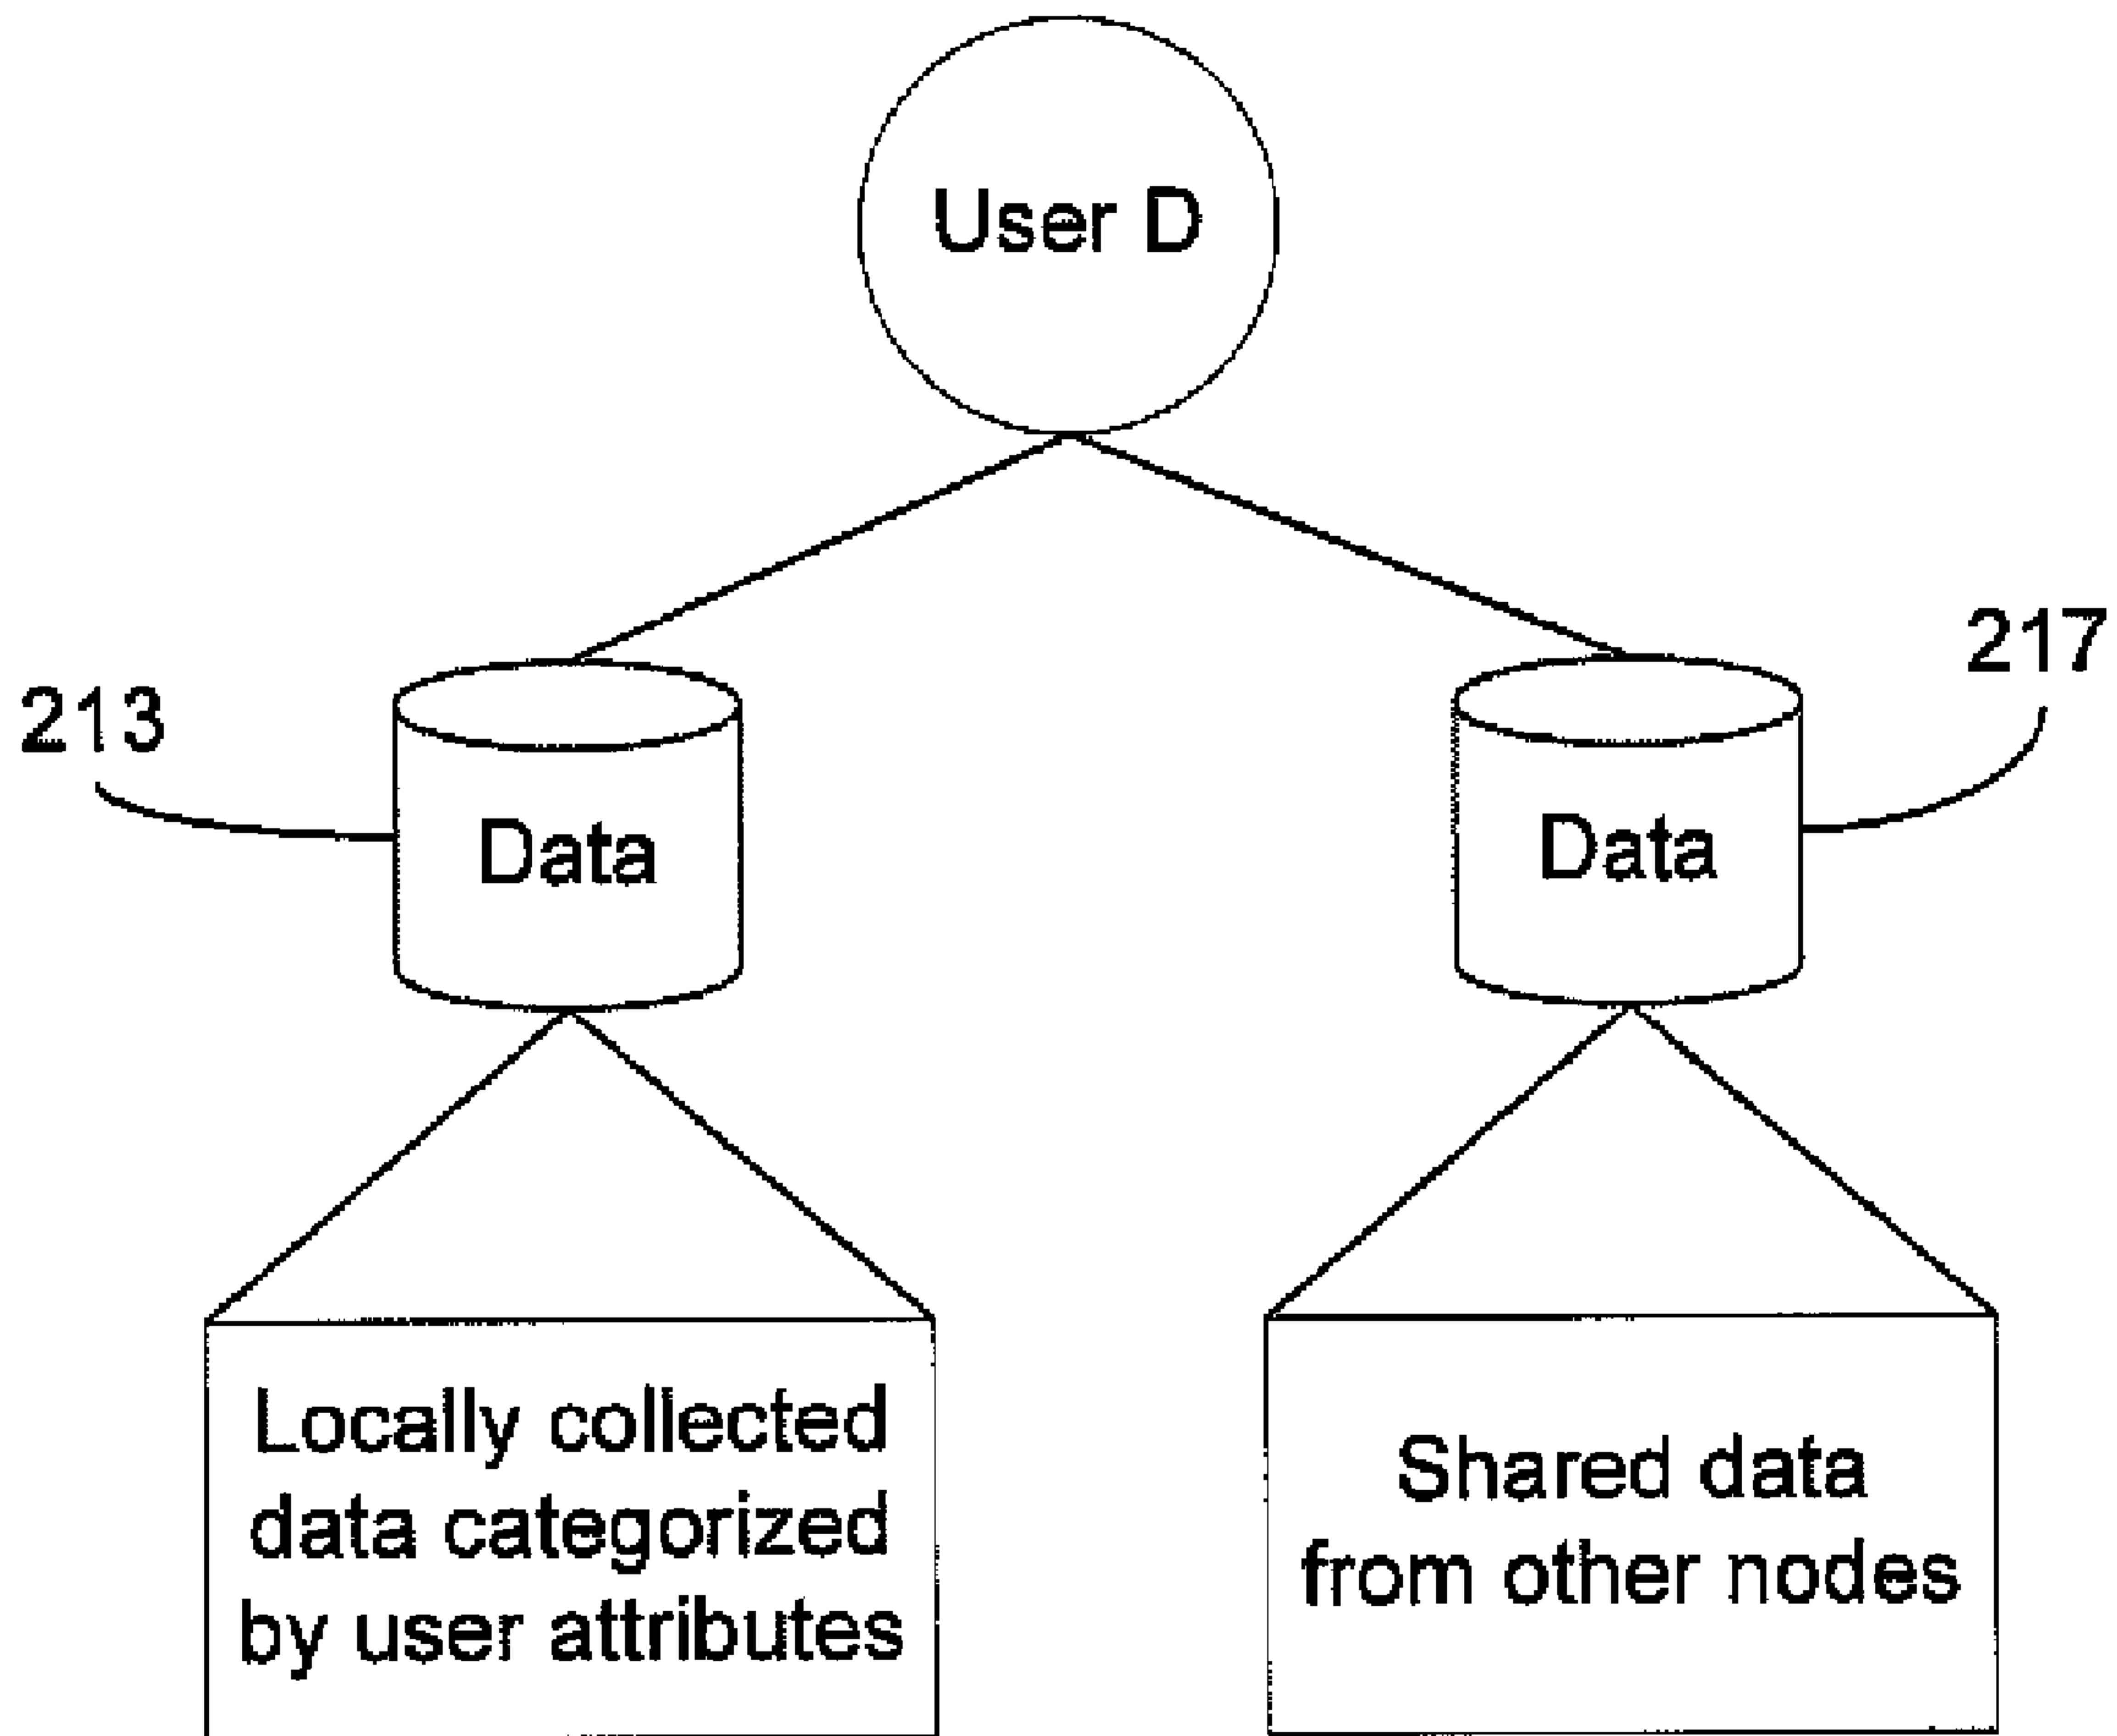 User D
213
217
Data
Data
Locally collected
data categorized
by user attributes
Shared data
from other nodes